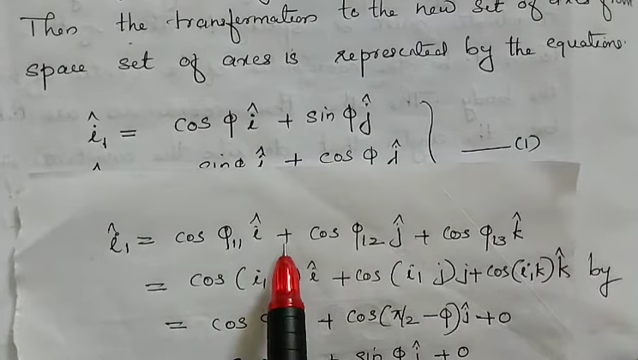 Then the transformation to the new set of axes from
space set of axes is represented by the equations.
î₁ = cos φ î + sin φ ĵ
sinφ î + cos φ ĵ ——(1)
î₁ = cos φ₁₁ î + cos φ₁₂ ĵ + cos φ₁₃ k̂
= cos (i₁ ) î + cos (i₁ j) j + cos(i,k) k̂ by
= cos + cos(π/2 - φ) ĵ + 0
+ sin φ ĵ + 0